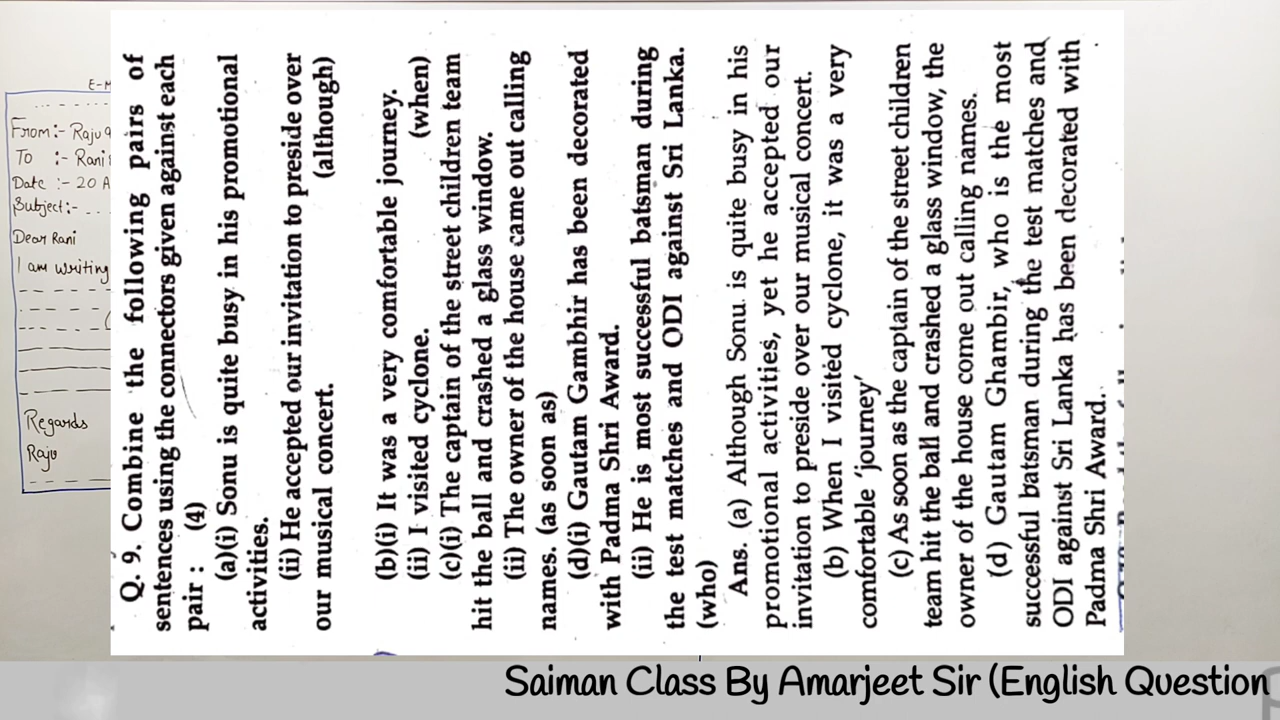 Q. 9. Combine the following pairs of
sentences using the connectors given against each
pair : (4)
(a)(i) Sonu is quite busy in his promotional
activities.
(ii) He accepted our invitation to preside over
our musical concert. (although)
(b)(i) It was a very comfortable journey.
(ii) I visited cyclone. (when)
(c)(i) The captain of the street children team
hit the ball and crashed a glass window.
(ii) The owner of the house came out calling
names. (as soon as)
(d)(i) Gautam Gambhir has been decorated
with Padma Shri Award.
(ii) He is most successful batsman during
the test matches and ODI against Sri Lanka.
(who)
Ans. (a) Although Sonu is quite busy in his
promotional activities, yet he accepted our
invitation to preside over our musical concert.
(b) When I visited cyclone, it was a very
comfortable 'journey'
(c) As soon as the captain of the street children
team hit the ball and crashed a glass window, the
owner of the house come out calling names.
(d) Gautam Ghambir, who is the most
successful batsman during the test matches and
ODI against Sri Lanka has been decorated with
Padma Shri Award.
From:- Raju
To :- Rani
Date :- 20 A
Subject:-
Dear Rani
I am writing
Regards
Raju
Saiman Class By Amarjeet Sir (English Question